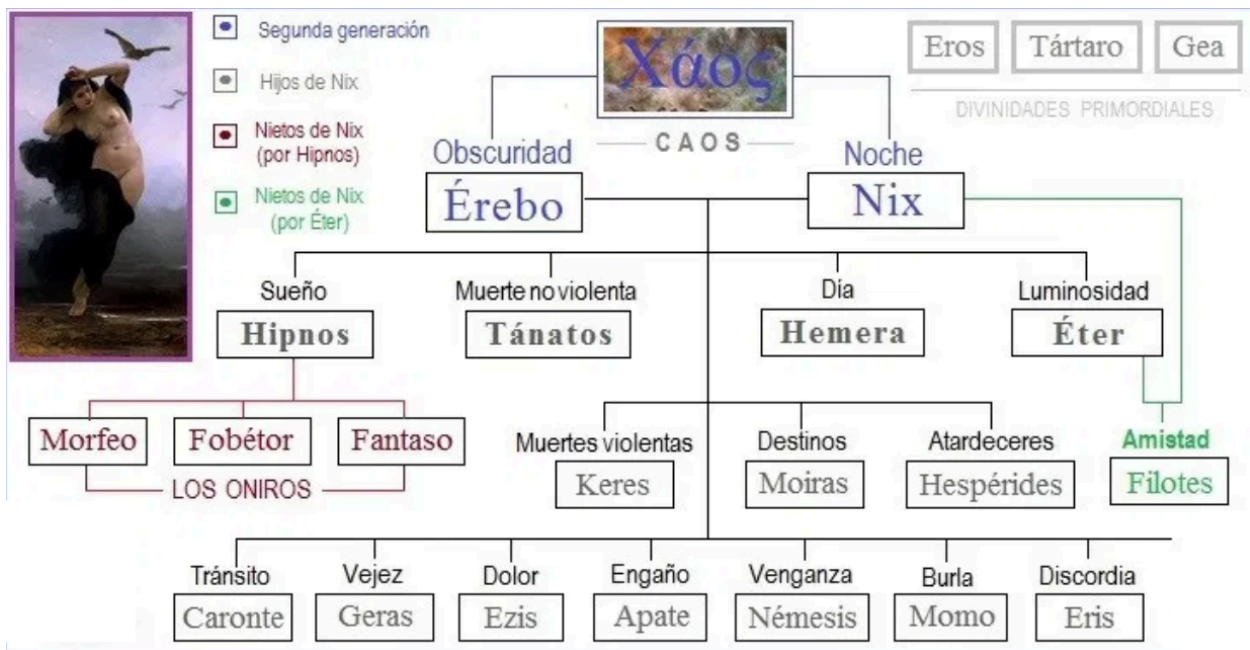 Segunda generación
Hijos de Nix
Nietos de Nix
(por Hipnos)
Nietos de Nix
(por Éter)
Χάος
CAOS
Eros Tártaro Gea
DIVINIDADES PRIMORDIALES
Obscuridad Noche
Érebo Nix
Sueño Muerte no violenta Día Luminosidad
Hipnos Tánatos Hemera Éter
Morfeo Fobétor Fantaso
LOS ONIROS
Muertes violentas Destinos Atardeceres Amistad
Keres Moiras Hespérides Filotes
Tránsito Vejez Dolor Engaño Venganza Burla Discordia
Caronte Geras Ezis Apate Némesis Momo Eris